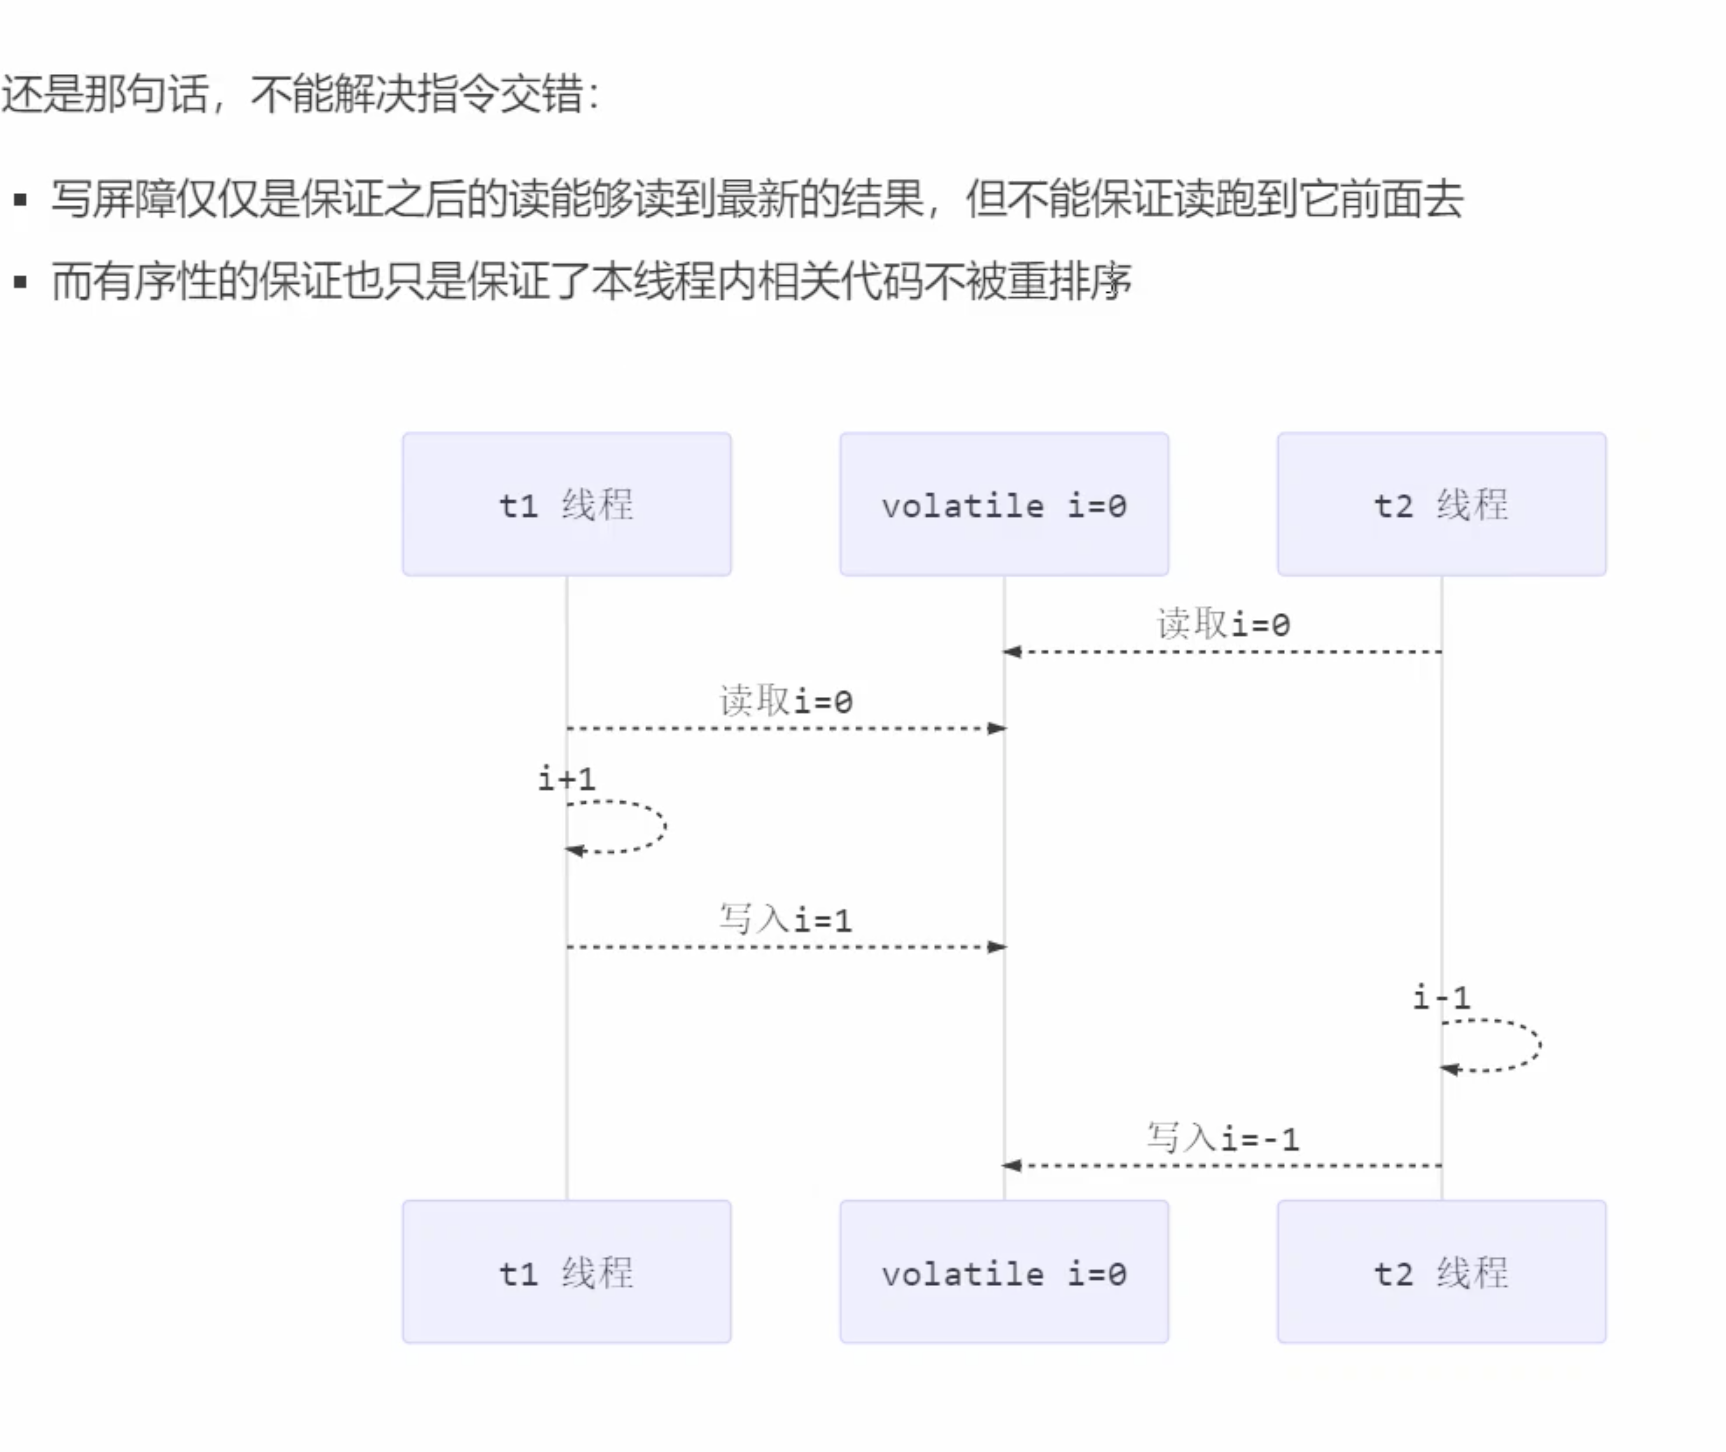 还是那句话，不能解决指令交错：
▪ 写屏障仅仅是保证之后的读能够读到最新的结果，但不能保证读跑到它前面去
▪ 而有序性的保证也只是保证了本线程内相关代码不被重排序
t1 线程 volatile i=0 t2 线程
读取i=0
读取i=0
i+1
写入i=1
i-1
写入i=-1
t1 线程 volatile i=0 t2 线程